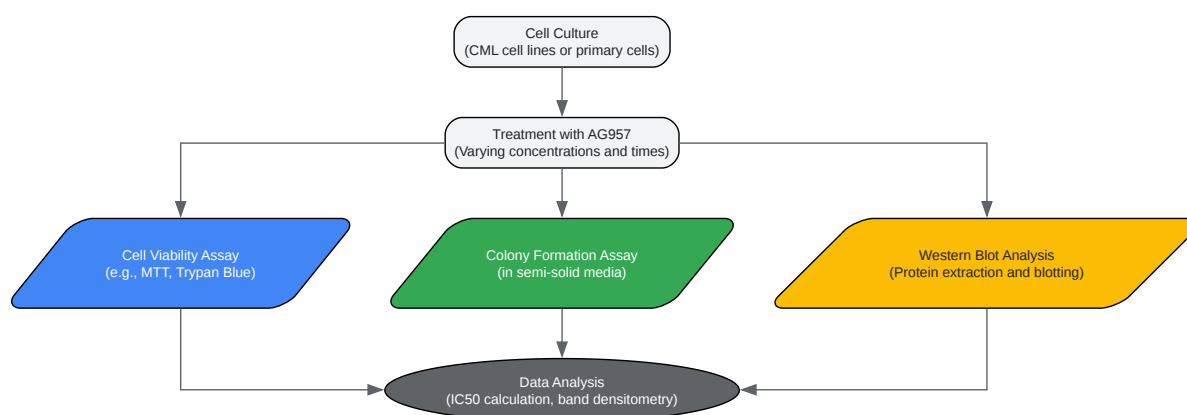 Cell Culture
(CML cell lines or primary cells)
Treatment with AG957
(Varying concentrations and times)
Cell Viability Assay
(e.g., MTT, Trypan Blue)
Colony Formation Assay
(in semi-solid media)
Western Blot Analysis
(Protein extraction and blotting)
Data Analysis
(IC50 calculation, band densitometry)